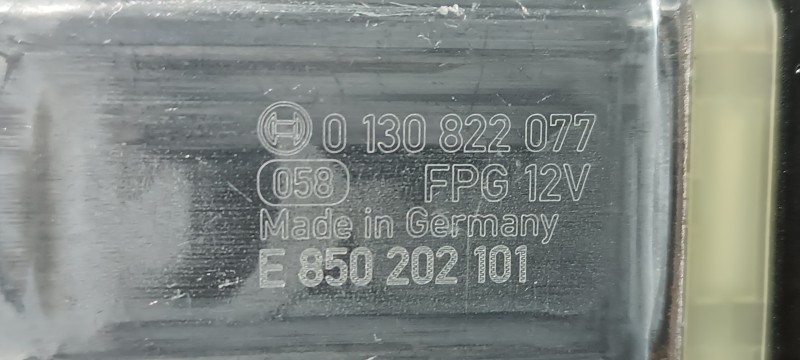 0 130 822 077
058 FPG 12V
Made in Germany
E 850 202 101